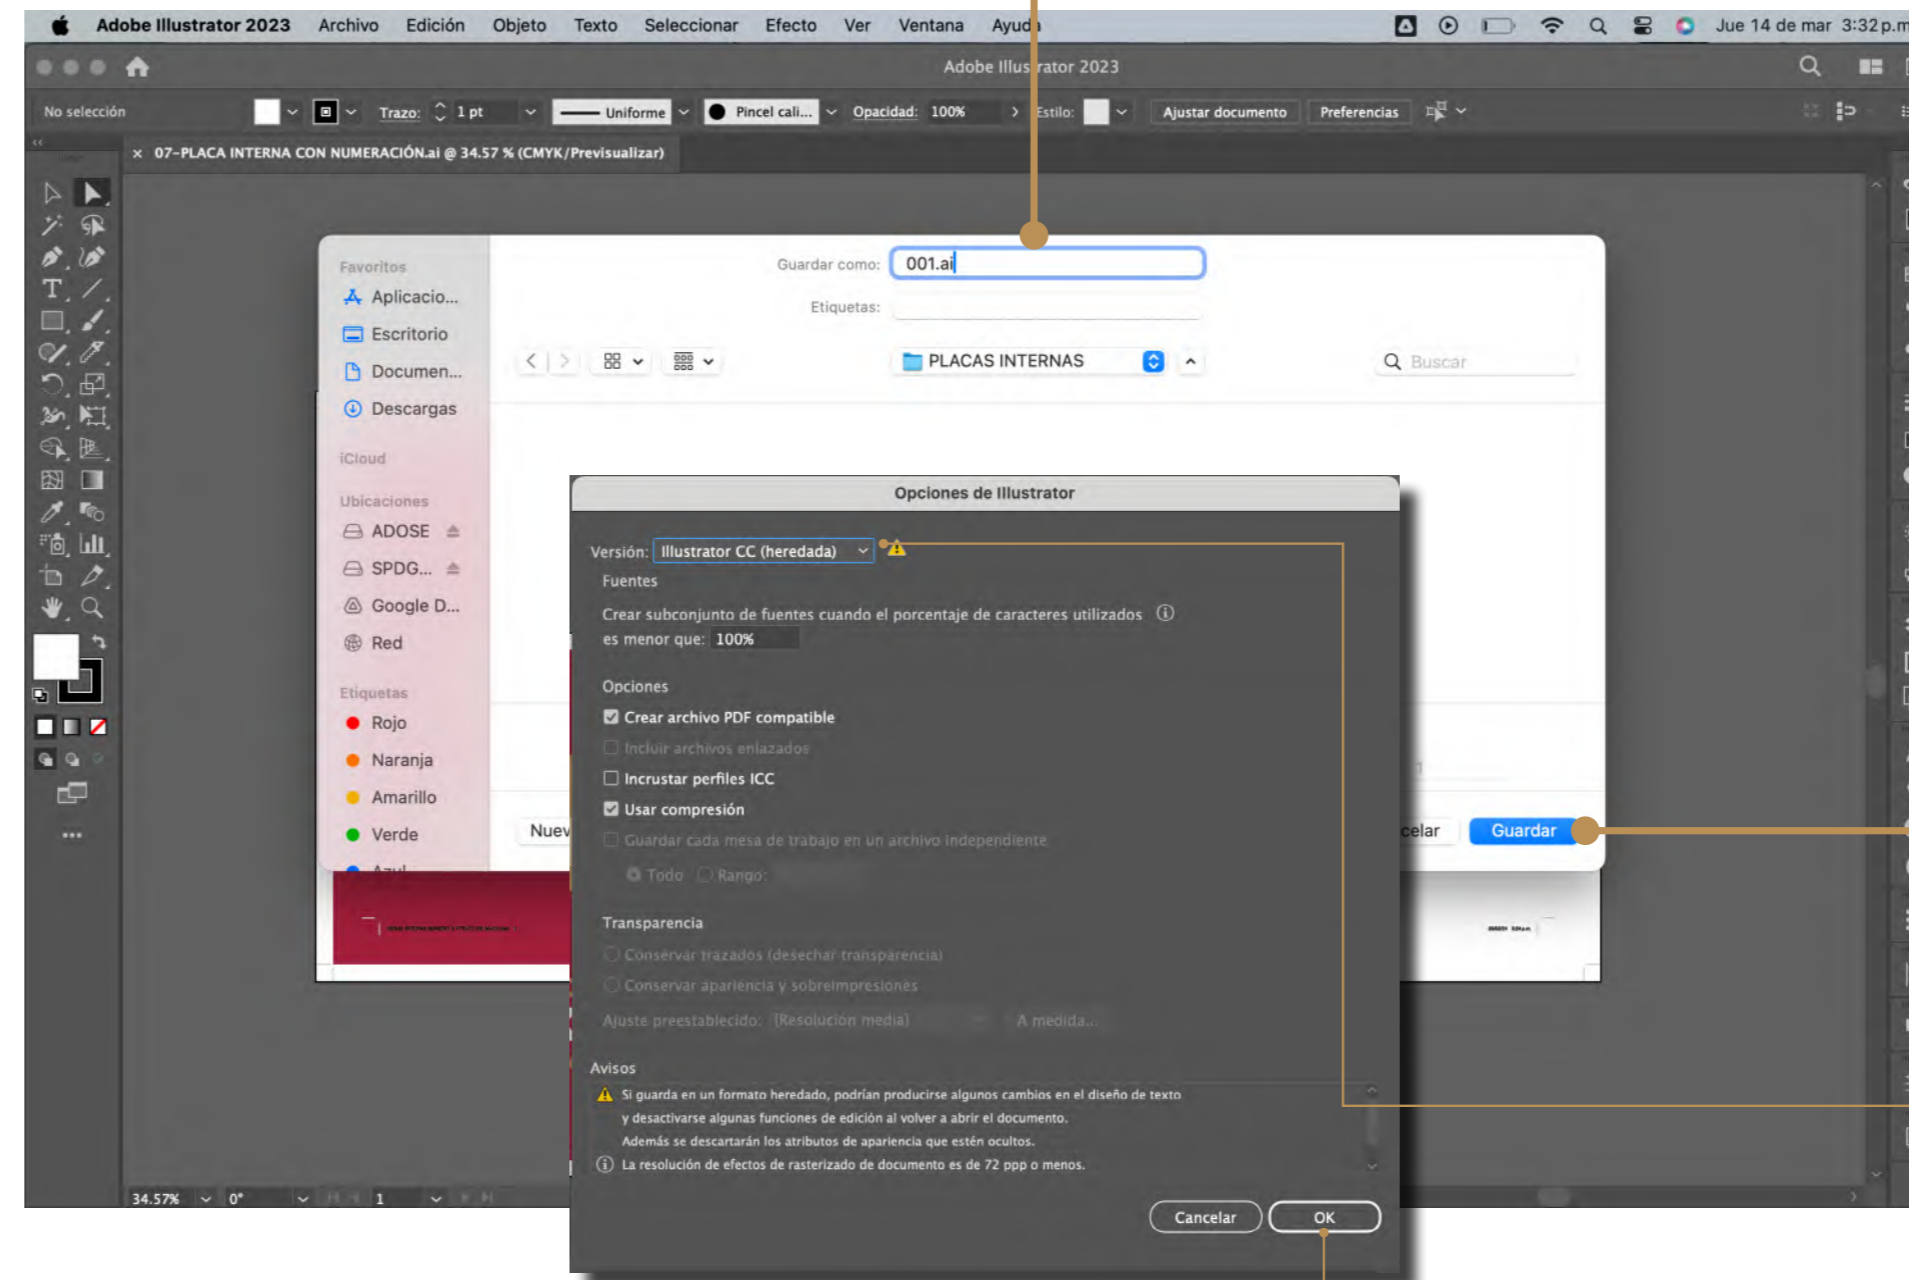 Adobe Illustrator 2023 Archivo Edición Objeto Texto Seleccionar Efecto Ver Ventana Ayuda Jue 14 de mar 3:32 p.m
Adobe Illustrator 2023
No selección Trazo: 1 pt Uniforme Pincel cali... Opacidad: 100% Estilo: Ajustar documento Preferencias
× 07-PLACA INTERNA CON NUMERACIÓN.ai @ 34.57 % (CMYK/Previsualizar)
Favoritos
Aplicacio...
Escritorio
Documen...
Descargas
iCloud
Ubicaciones
ADOSE
SPDG...
Google D...
Red
Etiquetas
Rojo
Naranja
Amarillo
Verde
Azul
Guardar como: 001.ai
Etiquetas:
PLACAS INTERNAS
Buscar
Nuev
celar
Guardar
Opciones de Illustrator
Versión: Illustrator CC (heredada)
Fuentes
Crear subconjunto de fuentes cuando el porcentaje de caracteres utilizados
es menor que: 100%
Opciones
Crear archivo PDF compatible
Incluir archivos enlazados
Incrustar perfiles ICC
Usar compresión
Guardar cada mesa de trabajo en un archivo independiente
Todo Rango:
Transparencia
Conservar trazados (desechar transparencia)
Conservar apariencia y sobreimpresiones
Ajuste preestablecido: [Resolución media] A medida...
Avisos
Si guarda en un formato heredado, podrían producirse algunos cambios en el diseño de texto
y desactivarse algunas funciones de edición al volver a abrir el documento.
Además se descartarán los atributos de apariencia que estén ocultos.
La resolución de efectos de rasterizado de documento es de 72 ppp o menos.
Cancelar OK
34.57% 0° 1